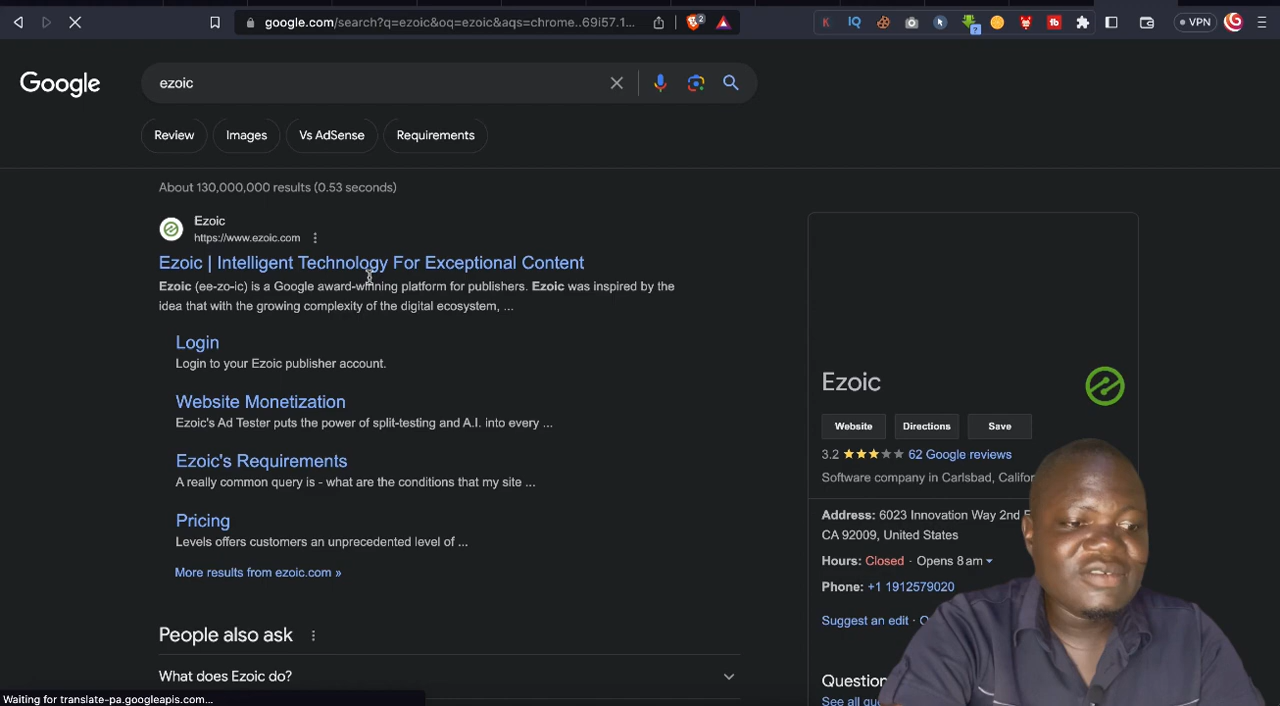 google.com/search?q=ezoic&oq=ezoic&aqs=chrome..69i57.1...
2
K
IQ
?
tb
VPN
Google
ezoic
Review
Images
Vs AdSense
Requirements
About 130,000,000 results (0.53 seconds)
Ezoic
https://www.ezoic.com
Ezoic | Intelligent Technology For Exceptional Content
Ezoic (ee-zo-ic) is a Google award-winning platform for publishers. Ezoic was inspired by the
idea that with the growing complexity of the digital ecosystem, ...
Login
Login to your Ezoic publisher account.
Website Monetization
Ezoic's Ad Tester puts the power of split-testing and A.I. into every ...
Ezoic's Requirements
A really common query is - what are the conditions that my site ...
Pricing
Levels offers customers an unprecedented level of ...
More results from ezoic.com »
People also ask
What does Ezoic do?
Waiting for translate-pa.googleapis.com...
Ezoic
Website
Directions
Save
3.2 62 Google reviews
Software company in Carlsbad,
Address: 6023 Innovation Way 2nd
CA 92009, United States
Hours: Closed · Opens 8 am
Phone: +1 1912579020
Suggest an edit ·
See all